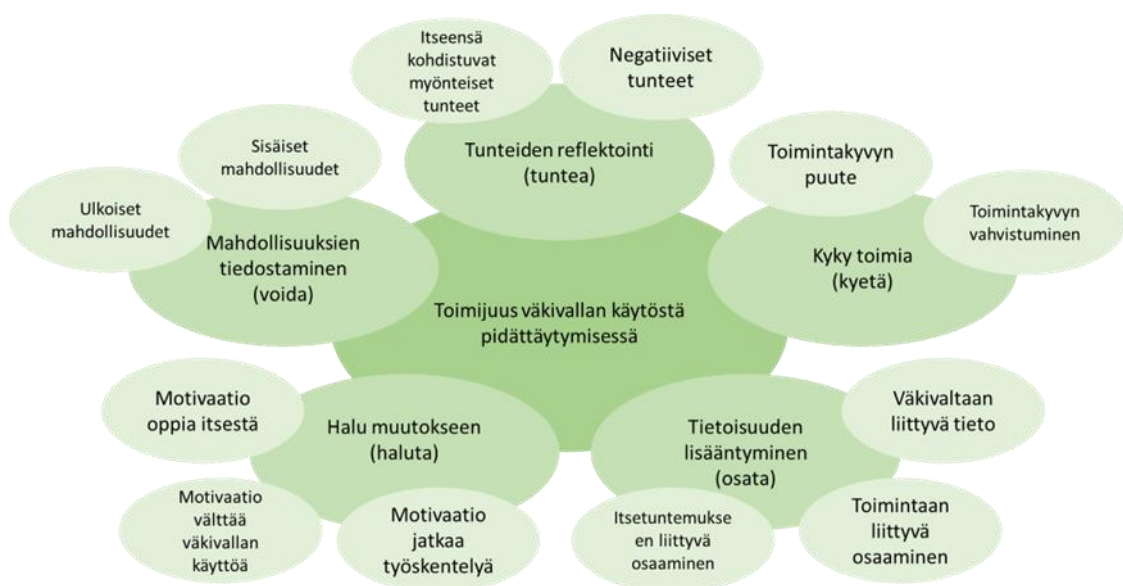 Itseensä
kohdistuvat
myönteiset
tunteet
Negatiiviset
tunteet
Sisäiset
mahdollisuudet
Tunteiden reflektointi
(tuntea)
Toimintakyvyn
puute
Ulkoiset
mahdollisuudet
Mahdollisuuksien
tiedostaminen
(voida)
Kyky toimia
(kyetä)
Toimintakyvyn
vahvistuminen
Toimijuus väkivallan käytöstä
pidättäytymisessä
Motivaatio
oppia itsestä
Halu muutokseen
(haluta)
Tietoisuuden
lisääntyminen
(osata)
Väkivaltaan
liittyvä tieto
Motivaatio
välttää
väkivallan
käyttöä
Motivaatio
jatkaa
työskentelyä
Itsetuntemukse
en liittyvä
osaaminen
Toimintaan
liittyvä
osaaminen